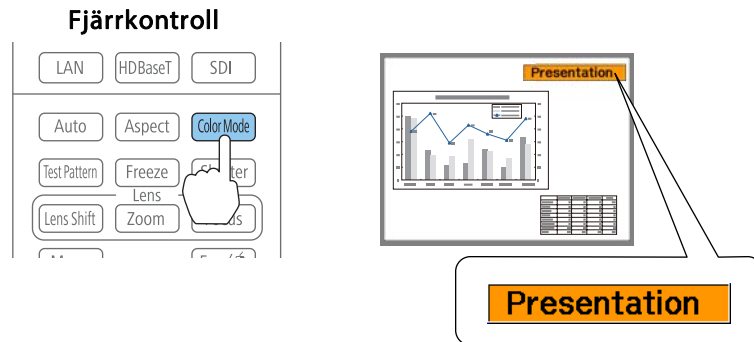 Fjärrkontroll
LAN HDBaseT SDI
Auto Aspect Color Mode
Test Pattern Freeze
Lens
Lens Shift Zoom
Presentation
Presentation